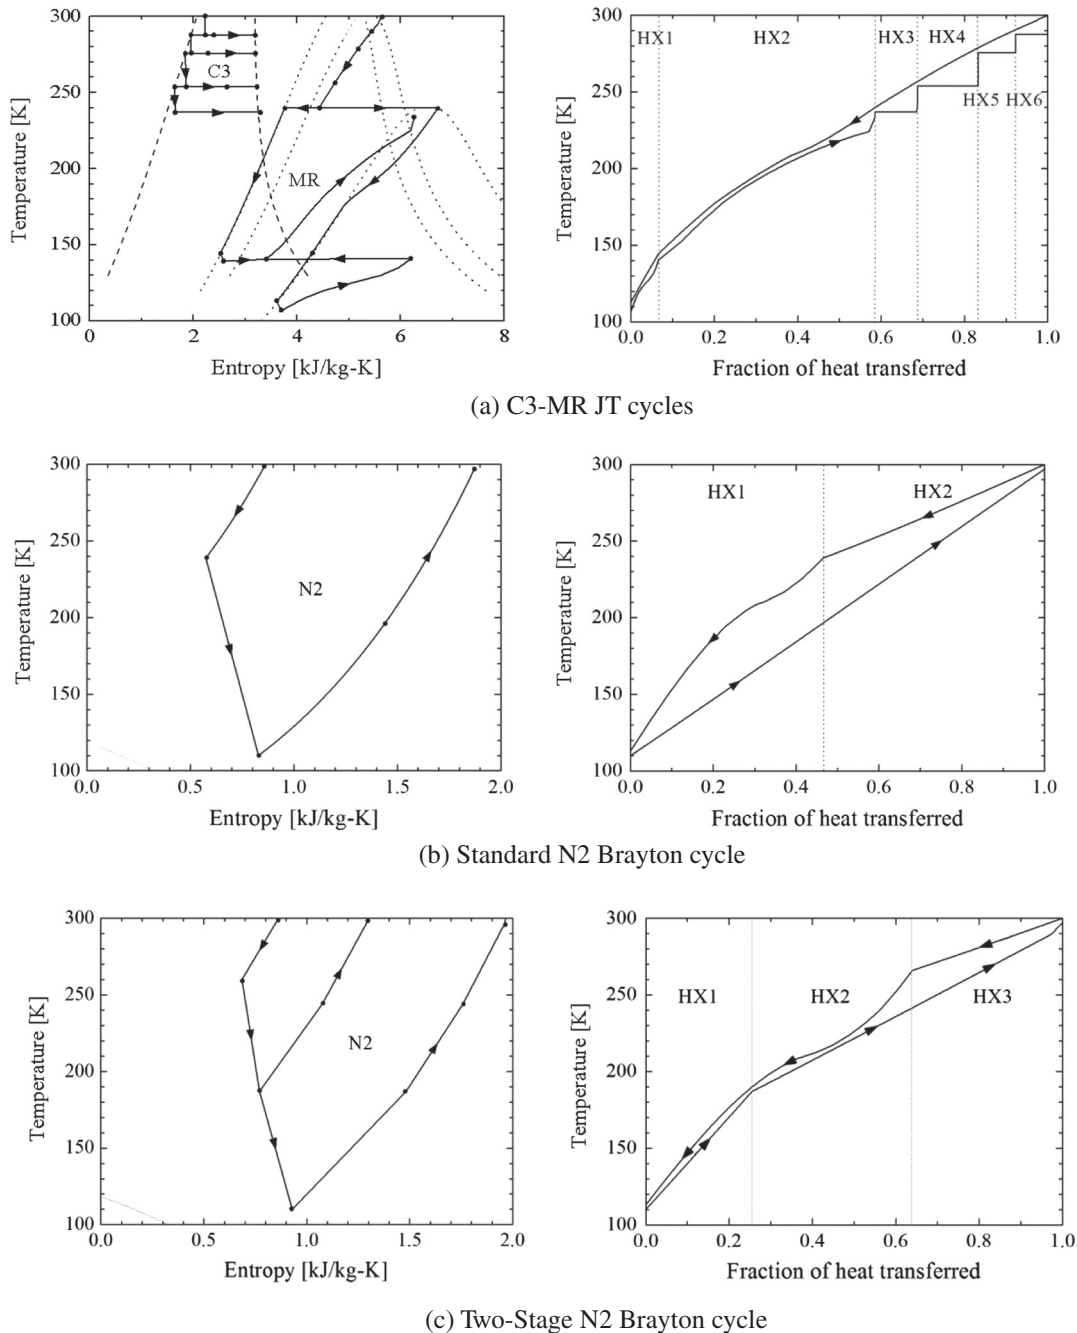 300
250
200
150
100
Temperature [K]
C3
MR
0 2 4 6 8
Entropy [kJ/kg-K]
300
250
200
150
100
Temperature [K]
HX1 HX2 HX3 HX4
HX5 HX6
0.0 0.2 0.4 0.6 0.8 1.0
Fraction of heat transferred
(a) C3-MR JT cycles
300
250
200
150
100
Temperature [K]
N2
0.0 0.5 1.0 1.5 2.0
Entropy [kJ/kg-K]
300
250
200
150
100
Temperature [K]
HX1 HX2
0.0 0.2 0.4 0.6 0.8 1.0
Fraction of heat transferred
(b) Standard N2 Brayton cycle
300
250
200
150
100
Temperature [K]
N2
0.0 0.5 1.0 1.5 2.0
Entropy [kJ/kg-K]
300
250
200
150
100
Temperature [K]
HX1 HX2 HX3
0.0 0.2 0.4 0.6 0.8 1.0
Fraction of heat transferred
(c) Two-Stage N2 Brayton cycle